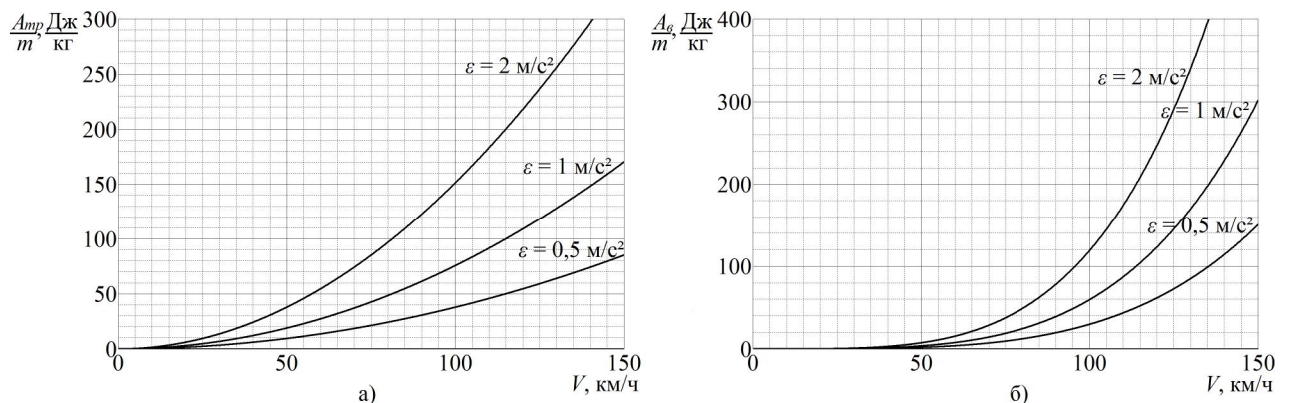 Aтр/m, Дж/кг
300
250
200
150
100
50
0
ε = 2 м/с²
ε = 1 м/с²
ε = 0,5 м/с²
0 50 100 150
V, км/ч
а)
Aв/m, Дж/кг
400
300
200
100
0
ε = 2 м/с²
ε = 1 м/с²
ε = 0,5 м/с²
0 50 100 150
V, км/ч
б)